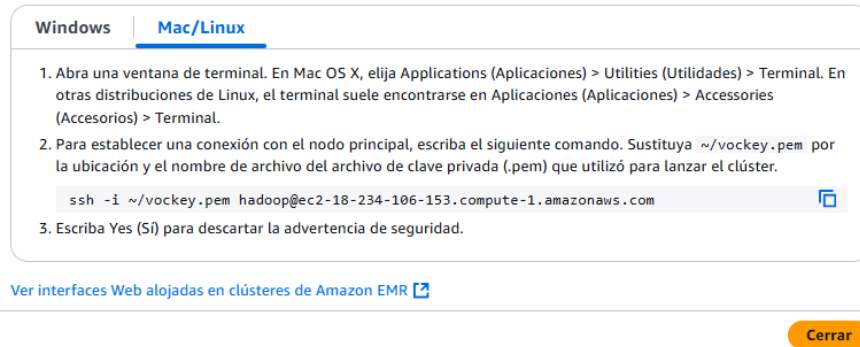 Windows
Mac/Linux
1. Abra una ventana de terminal. En Mac OS X, elija Applications (Aplicaciones) > Utilities (Utilidades) > Terminal. En
otras distribuciones de Linux, el terminal suele encontrarse en Aplicaciones (Aplicaciones) > Accessories
(Accesorios) > Terminal.
2. Para establecer una conexión con el nodo principal, escriba el siguiente comando. Sustituya ~/vockey.pem por
la ubicación y el nombre de archivo del archivo de clave privada (.pem) que utilizó para lanzar el clúster.
ssh -i ~/vockey.pem hadoop@ec2-18-234-106-153.compute-1.amazonaws.com
3. Escriba Yes (Sí) para descartar la advertencia de seguridad.
Ver interfaces Web alojadas en clústeres de Amazon EMR
Cerrar